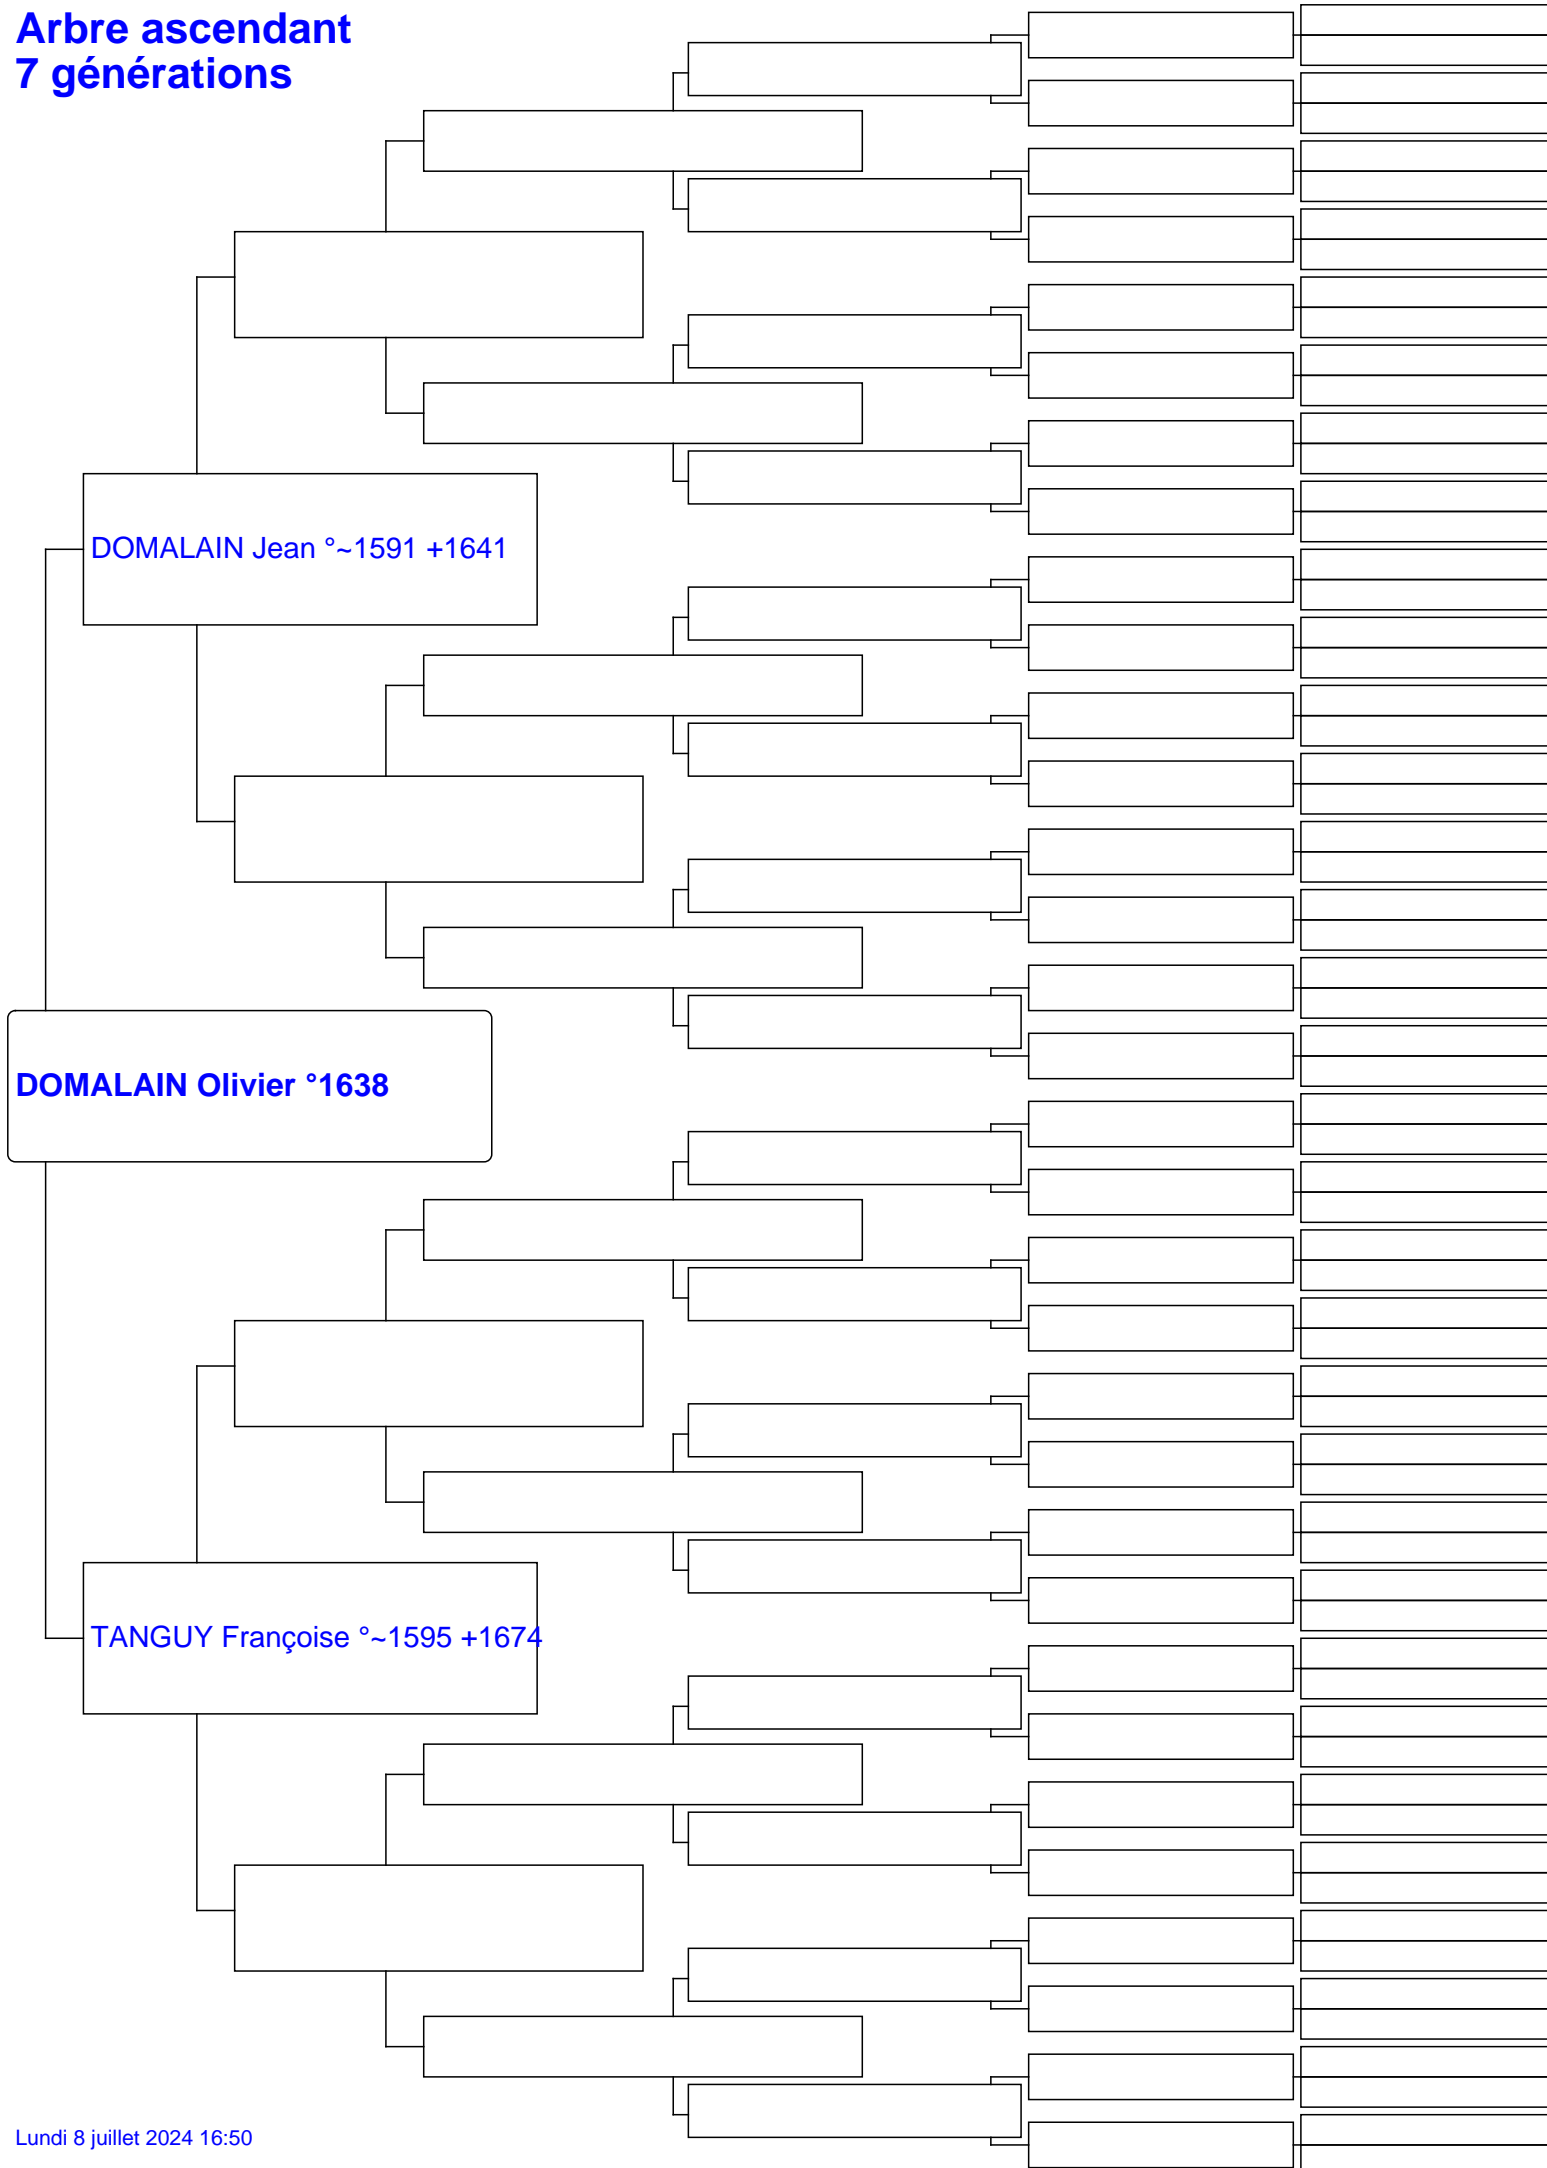 Arbre ascendant
7 générations
DOMALAIN Jean °~1591 +1641
DOMALAIN Olivier °1638
TANGUY Françoise °~1595 +1674
Lundi 8 juillet 2024 16:50